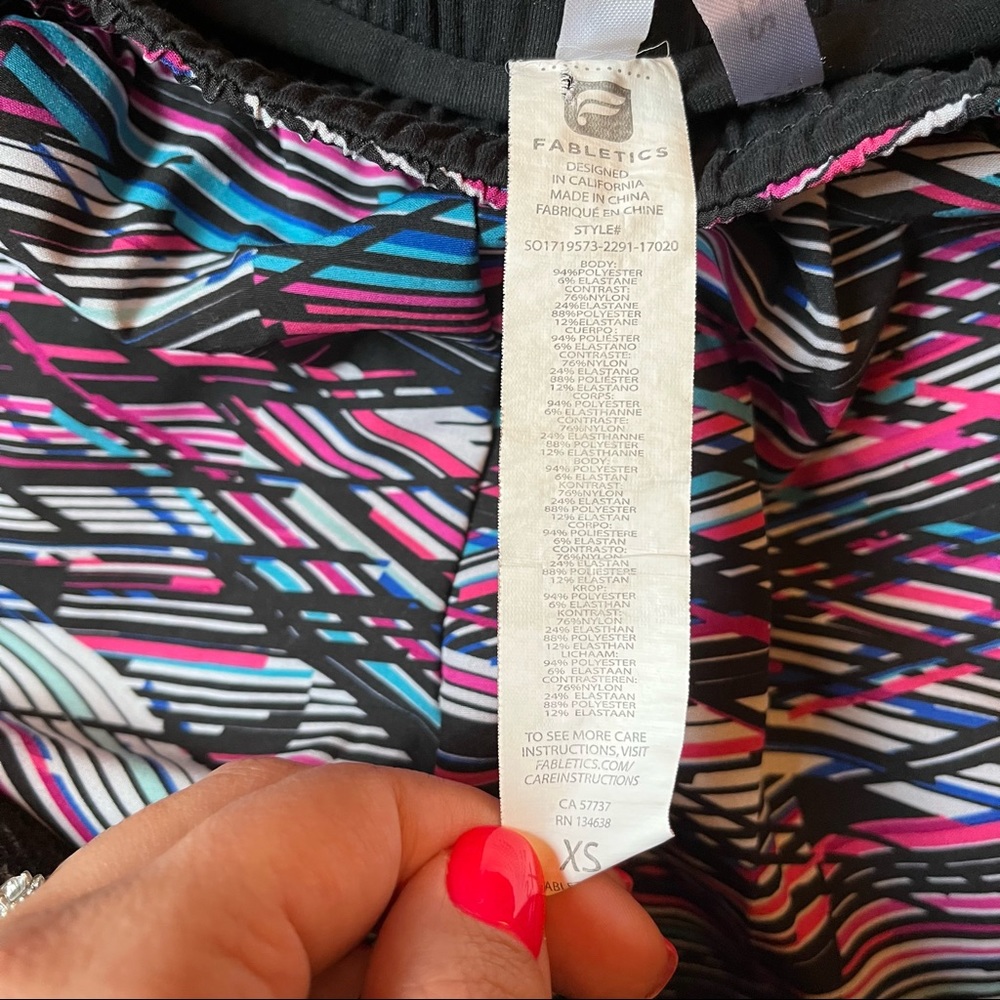 FABLETICS
DESIGNED
IN CALIFORNIA
MADE IN CHINA
FABRIQUÉ EN CHINE
STYLE#
SO1719573-2291-17020
BODY:
94%POLYESTER
6% ELASTANE
CONTRAST:
76%NYLON
24%ELASTANE
88%POLYESTER
12%ELASTANE
CUERPO:
94% POLIÉSTER
6% ELASTANO
CONTRASTE:
76%NYLON
24% ELASTANO
88% POLIÉSTER
12% ELASTANO
CORPS:
94% POLYESTER
6% ELASTHANNE
CONTRASTE:
76%NYLON
24% ELASTHANNE
88% POLYESTER
12% ELASTHANNE
BODY:
94% POLYESTER
6% ELASTAN
KONTRAST:
76%NYLON
24% ELASTAN
88% POLYESTER
12% ELASTAN
CORPO:
94% POLIESTERE
6% ELASTAN
CONTRASTO:
76%NYLON
24% ELASTAN
88% POLIESTERE
12% ELASTAN
KROP:
94% POLYESTER
6% ELASTHAN
KONTRAST:
76%NYLON
24% ELASTHAN
88% POLYESTER
12% ELASTHAN
LICHAAM:
94% POLYESTER
6% ELASTAAN
CONTRASTEREN:
76%NYLON
24% ELASTAAN
88% POLYESTER
12% ELASTAAN
TO SEE MORE CARE
INSTRUCTIONS, VISIT
FABLETICS.COM/
CAREINSTRUCTIONS
CA 57737
RN 134638
XS